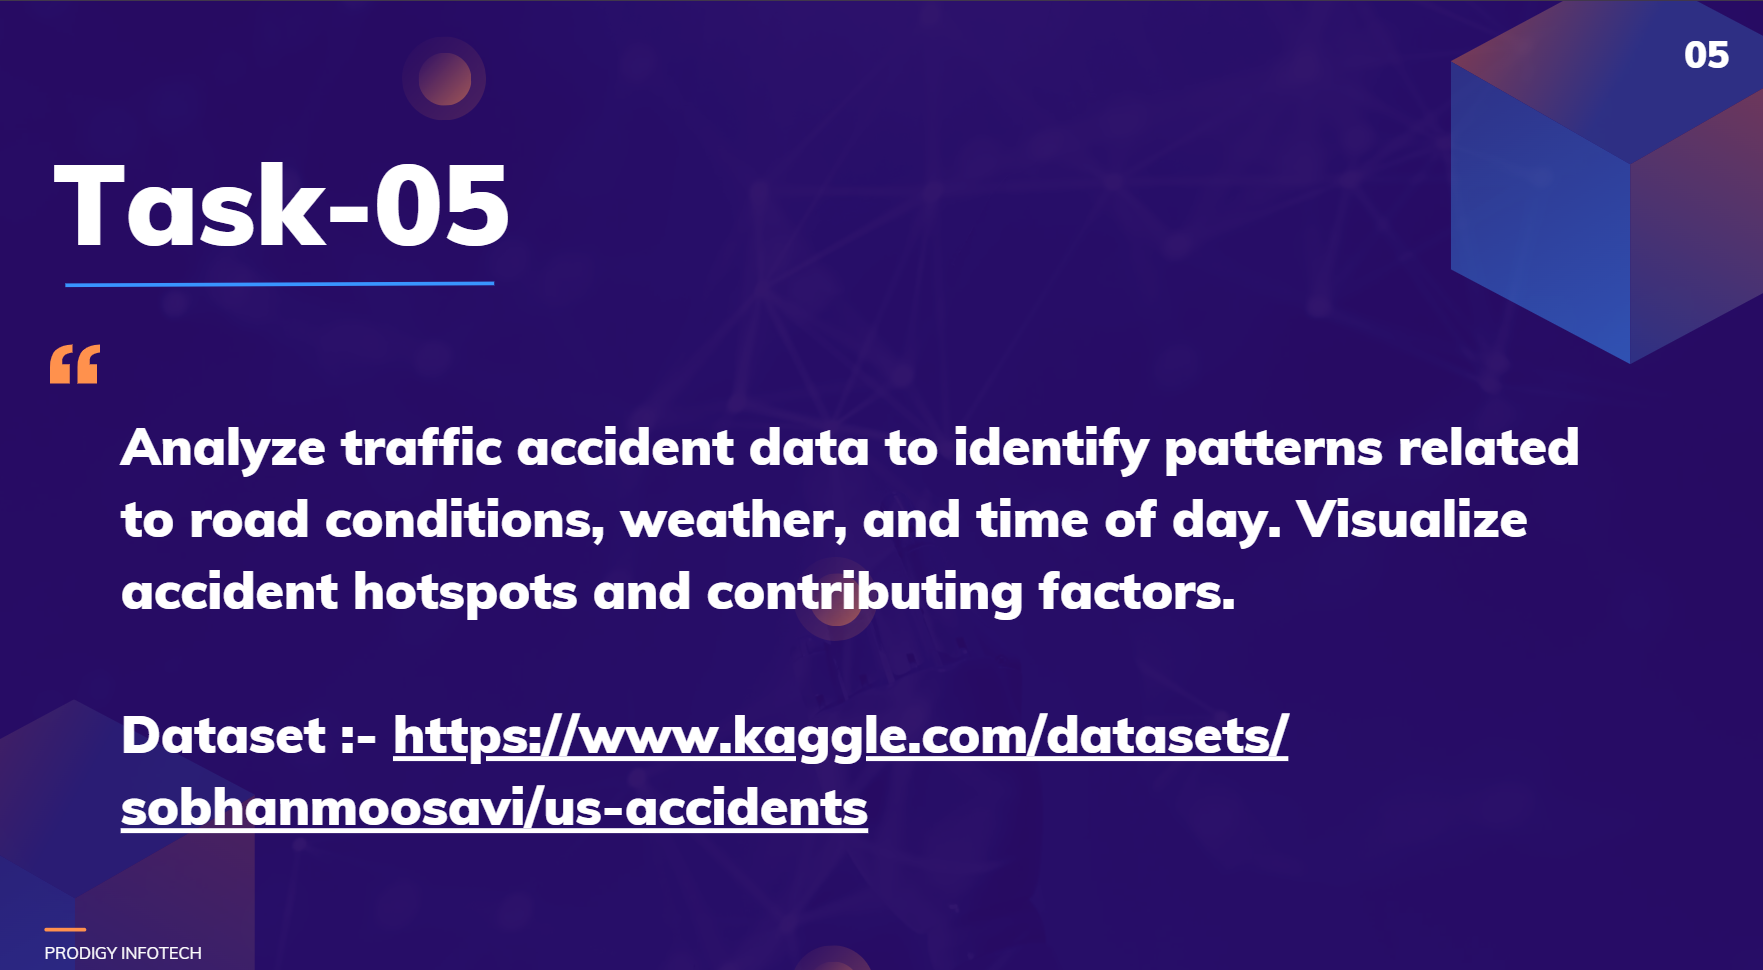 05
Task-05
“
Analyze traffic accident data to identify patterns related
to road conditions, weather, and time of day. Visualize
accident hotspots and contributing factors.
Dataset :- https://www.kaggle.com/datasets/
sobhanmoosavi/us-accidents
PRODIGY INFOTECH